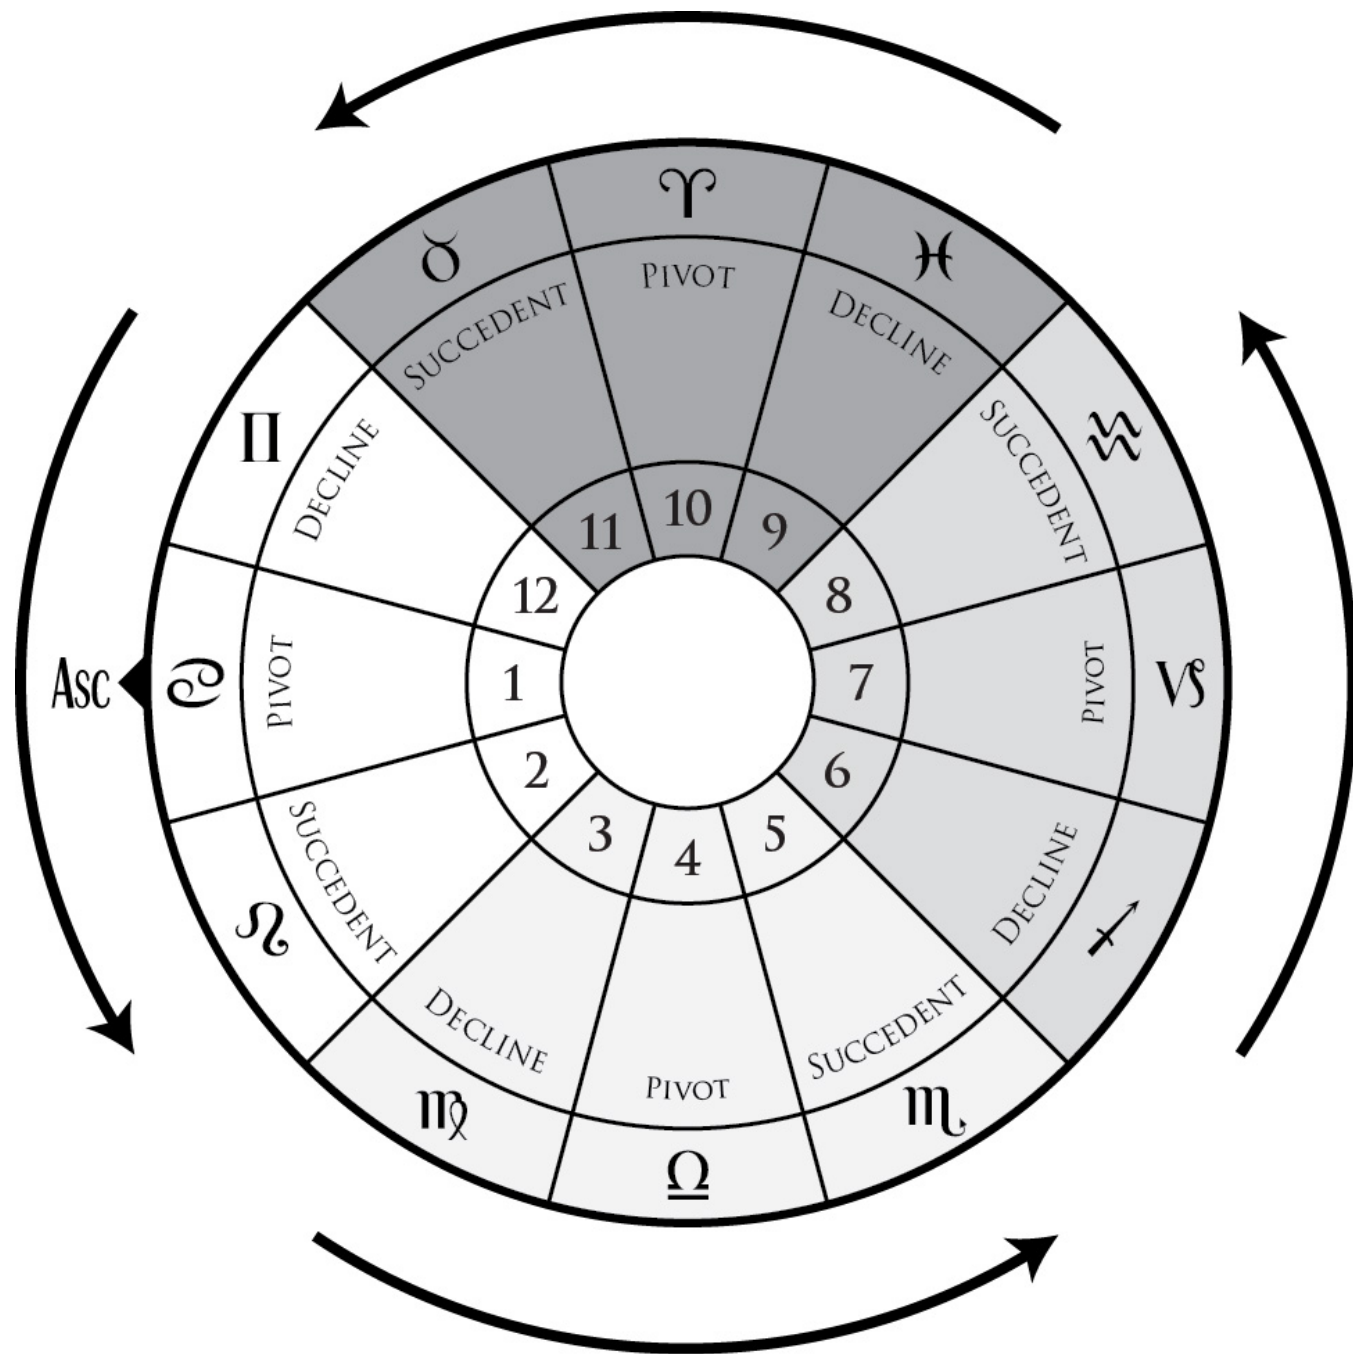 ♈
PIVOT
10
♉
SUCCEDENT
11
♊
DECLINE
12
Asc
♋
PIVOT
1
♌
SUCCEDENT
2
♍
DECLINE
3
♎
PIVOT
4
♏
SUCCEDENT
5
♐
DECLINE
6
♑
PIVOT
7
♒
SUCCEDENT
8
♓
DECLINE
9